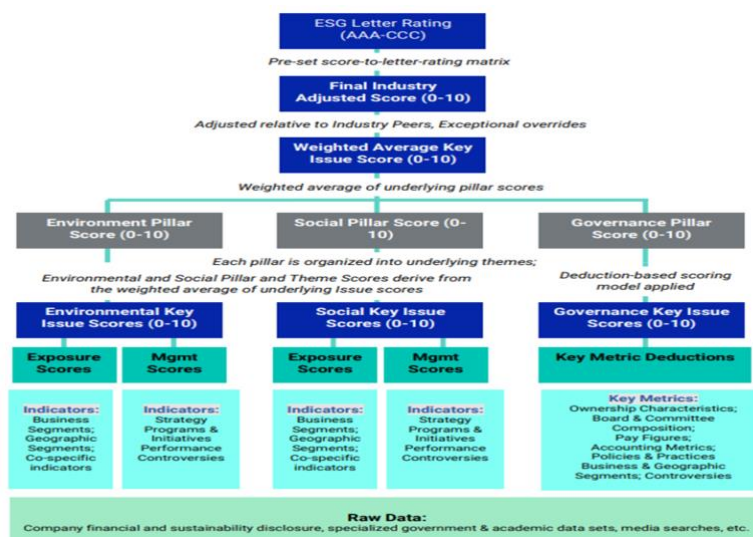 ESG Letter Rating
(AAA-CCC)
Pre-set score-to-letter-rating matrix
Final Industry
Adjusted Score (0-10)
Adjusted relative to Industry Peers, Exceptional overrides
Weighted Average Key
Issue Score (0-10)
Weighted average of underlying pillar scores
Environment Pillar
Score (0-10)
Social Pillar Score (0-
10)
Governance Pillar
Score (0-10)
Each pillar is organized into underlying themes;
Environmental and Social Pillar and Theme Scores derive from
the weighted average of underlying Issue scores
Deduction-based scoring
model applied
Environmental Key
Issue Scores (0-10)
Social Key Issue
Scores (0-10)
Governance Key Issue
Scores (0-10)
Exposure
Scores
Mgmt
Scores
Exposure
Scores
Mgmt
Scores
Key Metric Deductions
Indicators:
Business
Segments;
Geographic
Segments;
Co-specific
indicators
Indicators:
Strategy
Programs &
Initiatives
Performance
Controversies
Indicators:
Business
Segments;
Geographic
Segments;
Co-specific
indicators
Indicators:
Strategy
Programs &
Initiatives
Performance
Controversies
Key Metrics:
Ownership Characteristics;
Board & Committee
Composition;
Pay Figures;
Accounting Metrics;
Policies & Practices
Business & Geographic
Segments; Controversies
Raw Data:
Company financial and sustainability disclosure, specialized government & academic data sets, media searches, etc.